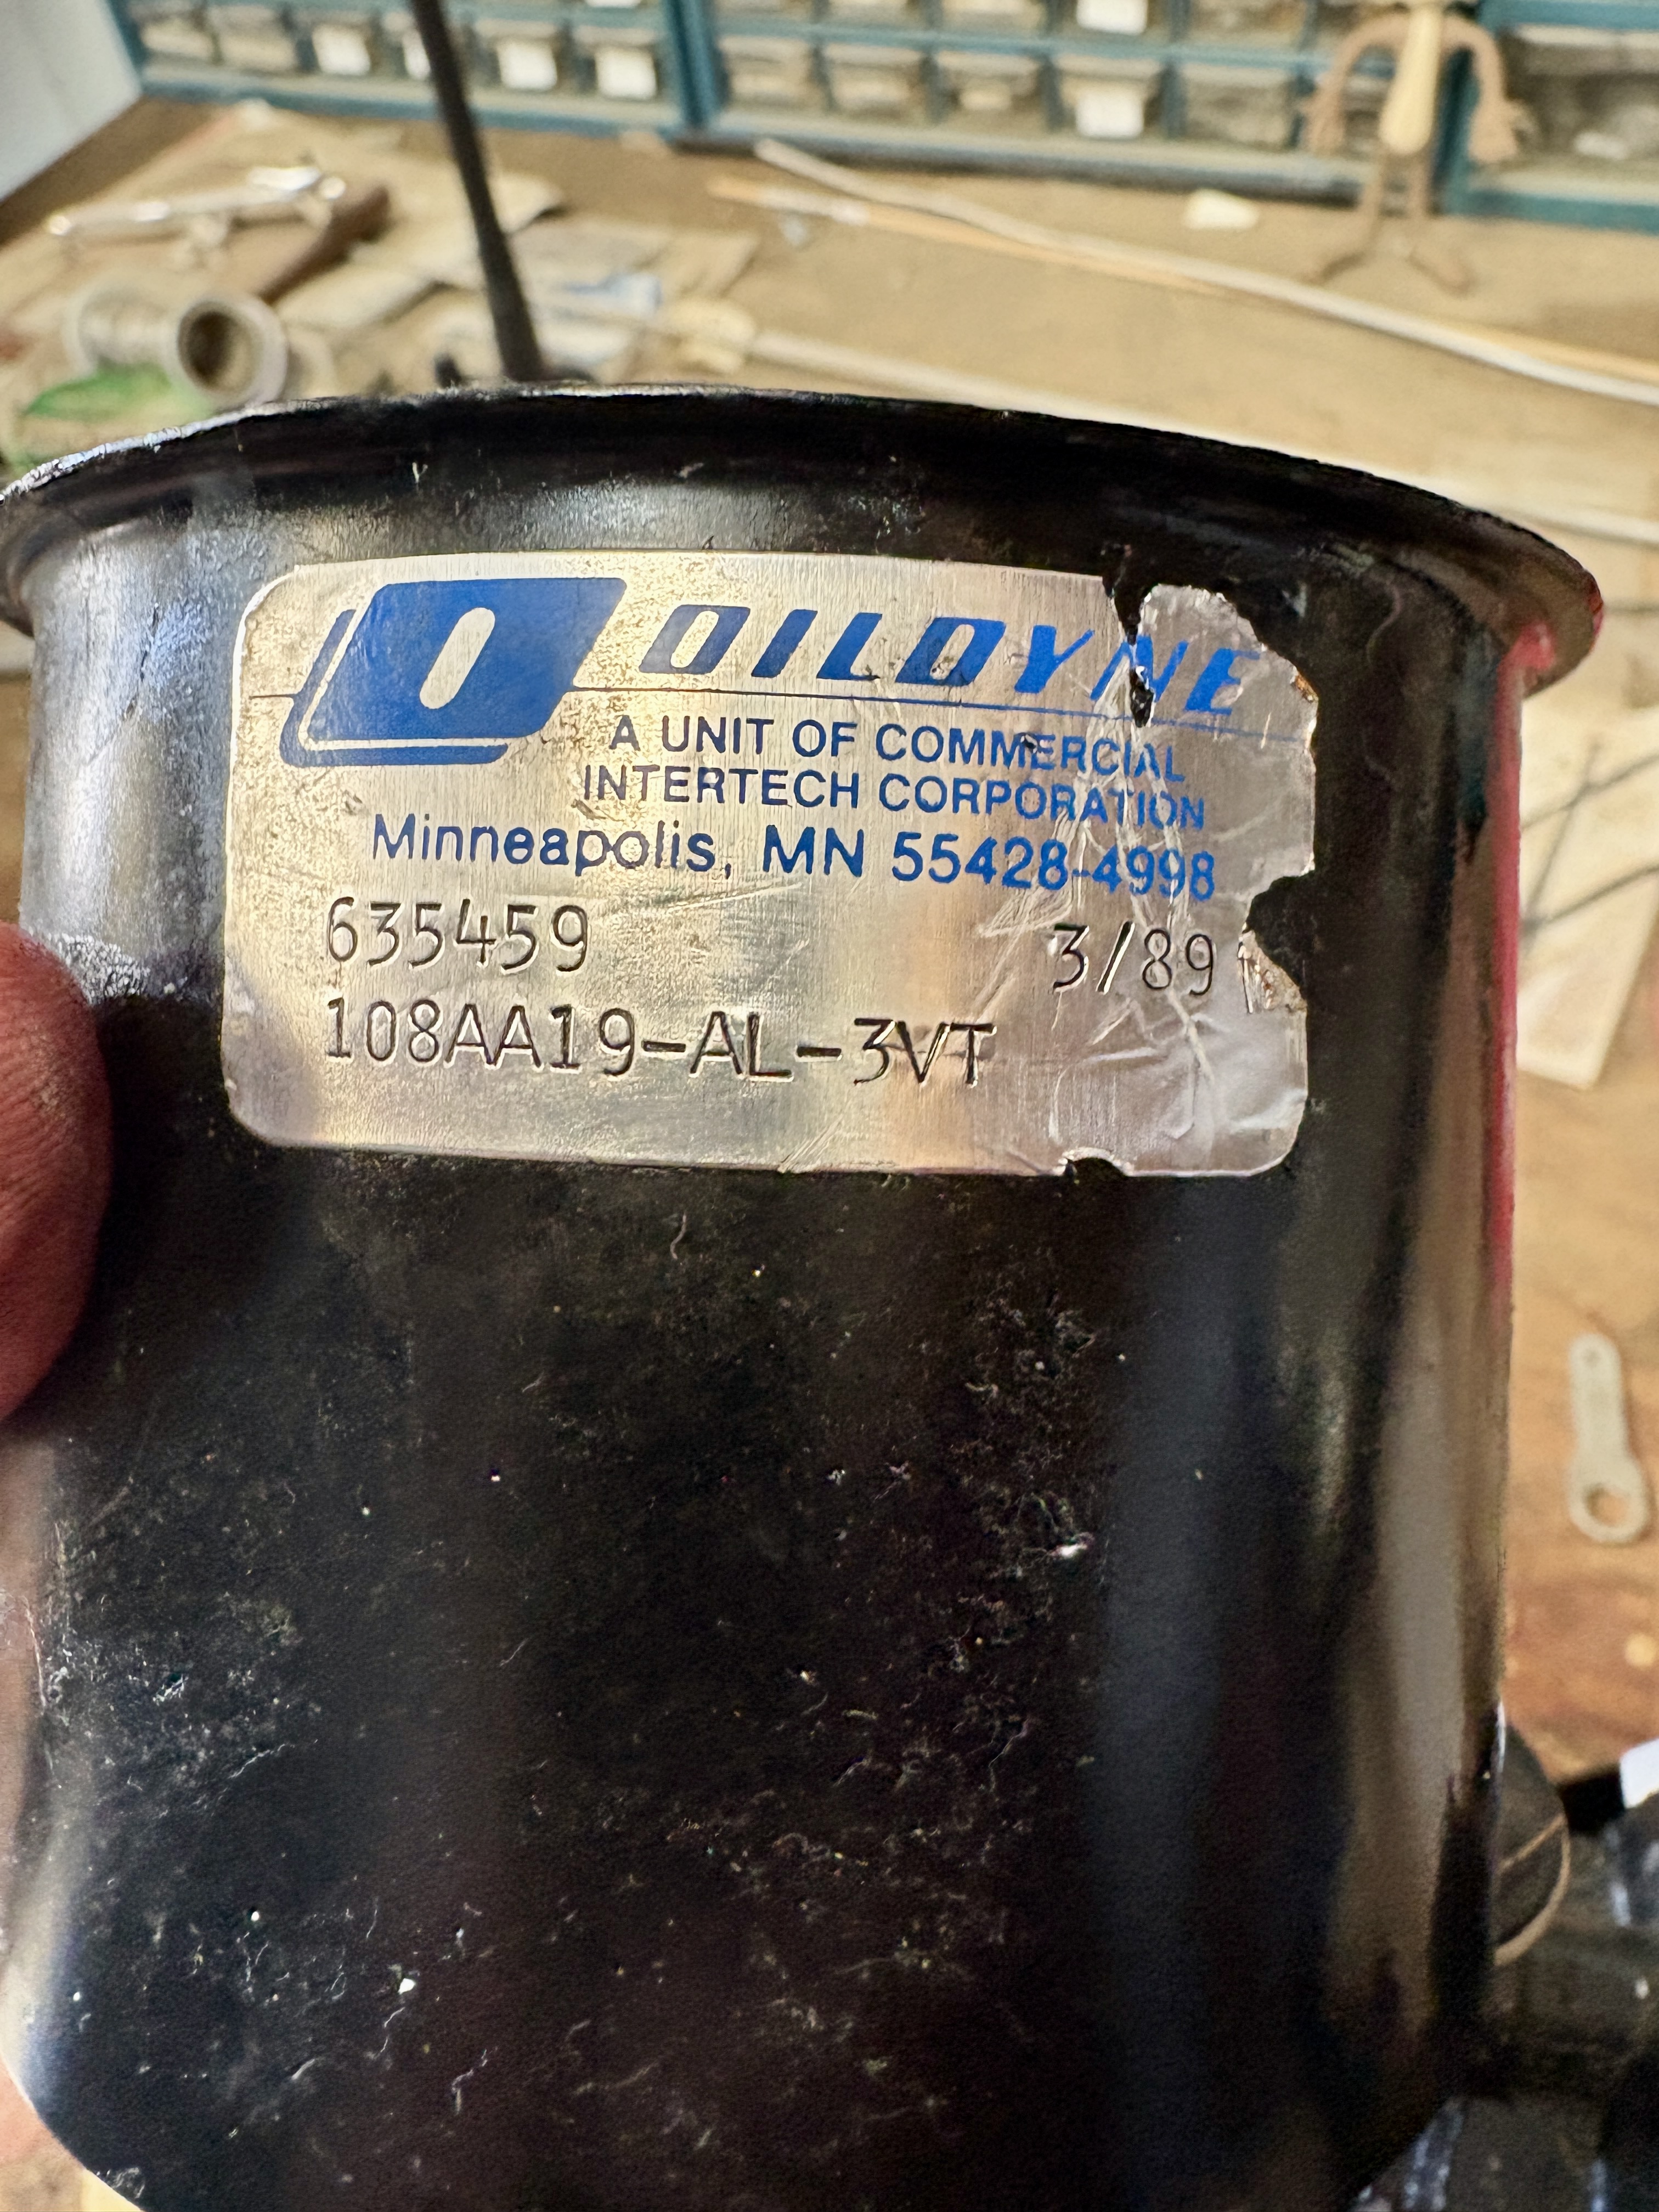 O OILDYNE
A UNIT OF COMMERCIAL
INTERTECH CORPORATION
Minneapolis, MN 55428-4998
635459 3/89
108AA19-AL-3VT